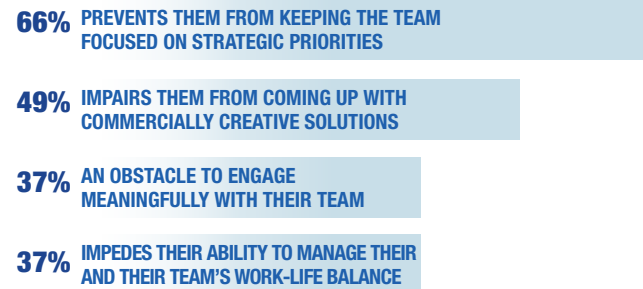 66% PREVENTS THEM FROM KEEPING THE TEAM
FOCUSED ON STRATEGIC PRIORITIES
49% IMPAIRS THEM FROM COMING UP WITH
COMMERCIALLY CREATIVE SOLUTIONS
37% AN OBSTACLE TO ENGAGE
MEANINGFULLY WITH THEIR TEAM
37% IMPEDES THEIR ABILITY TO MANAGE THEIR
AND THEIR TEAM'S WORK-LIFE BALANCE